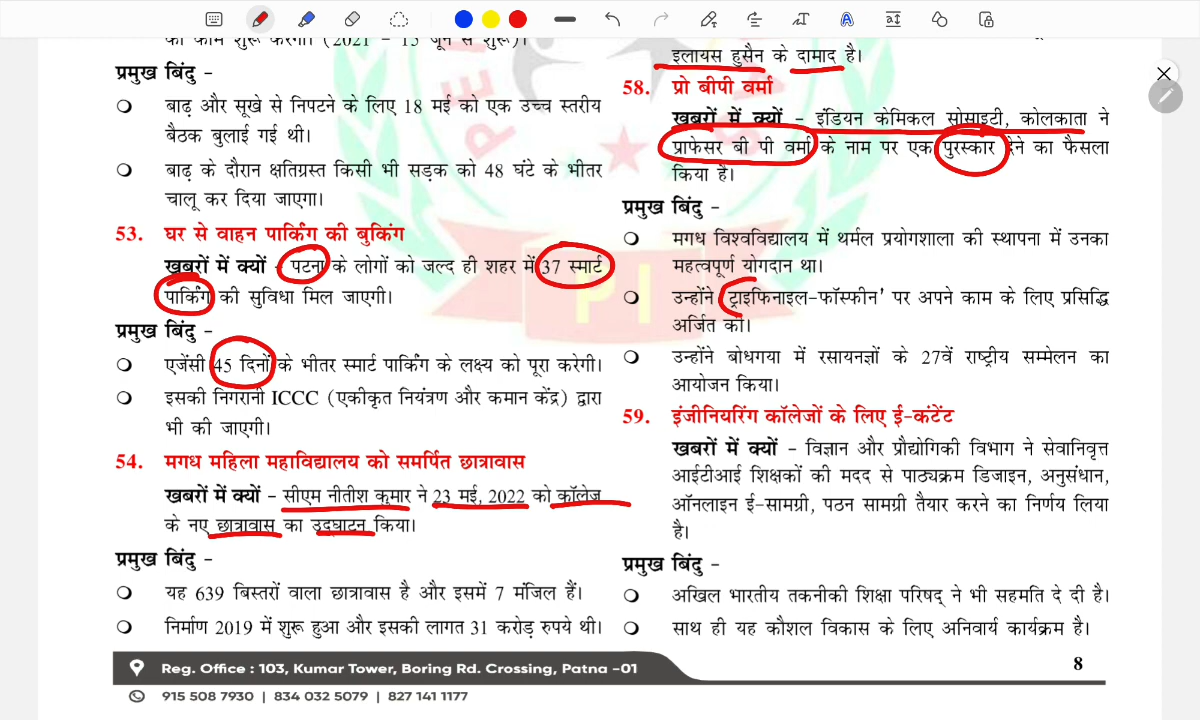 का काम शुरू करेगी। (2021 – 15 जून से शुरू)।
प्रमुख बिंदु –
बाढ़ और सूखे से निपटने के लिए 18 मई को एक उच्च स्तरीय
बैठक बुलाई गई थी।
बाढ़ के दौरान क्षतिग्रस्त किसी भी सड़क को 48 घंटे के भीतर
चालू कर दिया जाएगा।
53. घर से वाहन पार्किंग की बुकिंग
खबरों में क्यों – पटना के लोगों को जल्द ही शहर में 37 स्मार्ट
पार्किंग की सुविधा मिल जाएगी।
प्रमुख बिंदु –
एजेंसी 45 दिनों के भीतर स्मार्ट पार्किंग के लक्ष्य को पूरा करेगी।
इसकी निगरानी ICCC (एकीकृत नियंत्रण और कमान केंद्र) द्वारा
भी की जाएगी।
54. मगध महिला महाविद्यालय को समर्पित छात्रावास
खबरों में क्यों – सीएम नीतीश कुमार ने 23 मई, 2022 को कॉलेज
के नए छात्रावास का उद्घाटन किया।
प्रमुख बिंदु –
यह 639 बिस्तरों वाला छात्रावास है और इसमें 7 मंजिल हैं।
निर्माण 2019 में शुरू हुआ और इसकी लागत 31 करोड़ रुपये थी।
इलायस हुसैन के दामाद है।
58. प्रो बीपी वर्मा
खबरों में क्यों – इंडियन केमिकल सोसाइटी, कोलकाता ने
प्रोफेसर बी पी वर्मा के नाम पर एक पुरस्कार देने का फैसला
किया है।
प्रमुख बिंदु –
मगध विश्वविद्यालय में थर्मल प्रयोगशाला की स्थापना में उनका
महत्वपूर्ण योगदान था।
उन्होंने 'ट्राइफिनाइल-फॉस्फीन' पर अपने काम के लिए प्रसिद्धि
अर्जित की।
उन्होंने बोधगया में रसायनज्ञों के 27वें राष्ट्रीय सम्मेलन का
आयोजन किया।
59. इंजीनियरिंग कॉलेजों के लिए ई-कंटेंट
खबरों में क्यों – विज्ञान और प्रौद्योगिकी विभाग ने सेवानिवृत्त
आईटीआई शिक्षकों की मदद से पाठ्यक्रम डिजाइन, अनुसंधान,
ऑनलाइन ई-सामग्री, पठन सामग्री तैयार करने का निर्णय लिया
है।
प्रमुख बिंदु –
अखिल भारतीय तकनीकी शिक्षा परिषद् ने भी सहमति दे दी है।
साथ ही यह कौशल विकास के लिए अनिवार्य कार्यक्रम है।
Reg. Office : 103, Kumar Tower, Boring Rd. Crossing, Patna –01
8
915 508 7930 | 834 032 5079 | 827 141 1177